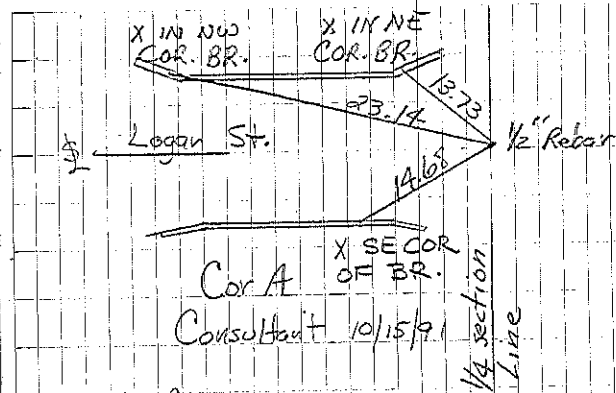 X IN NW
COR. BR.
X IN NE
COR. BR.
13.73
23.14
1/2" Rebar
℄ Logan St.
14.68
X SE COR
OF BR.
Cor A
Consultant 10/15/91
1/4 section
Line